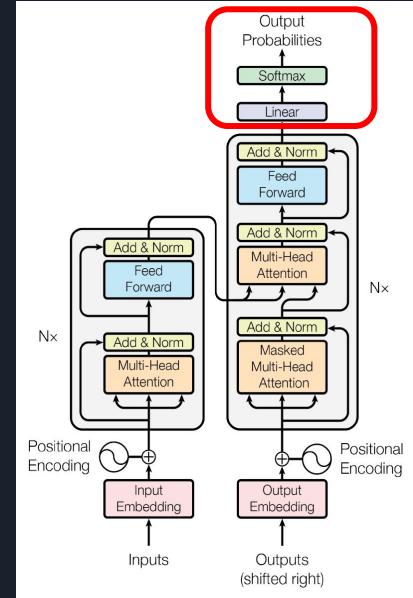 Output
Probabilities
Softmax
Linear
Add & Norm
Feed
Forward
Add & Norm
Multi-Head
Attention
Add & Norm
Masked
Multi-Head
Attention
N×
Positional
Encoding
Output
Embedding
Outputs
(shifted right)
Add & Norm
Feed
Forward
Add & Norm
Multi-Head
Attention
N×
Positional
Encoding
Input
Embedding
Inputs